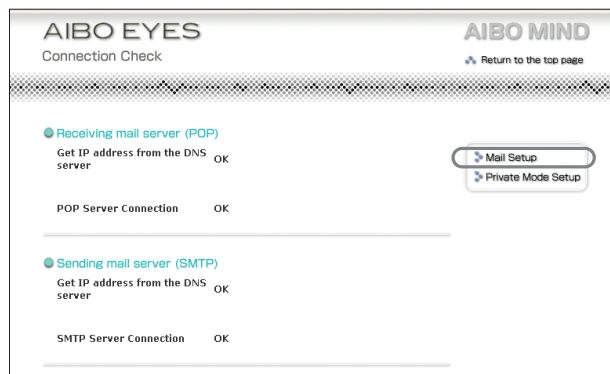 AIBO EYES
Connection Check
AIBO MIND
Return to the top page
Receiving mail server (POP)
Get IP address from the DNS
server
OK
POP Server Connection OK
Mail Setup
Private Mode Setup
Sending mail server (SMTP)
Get IP address from the DNS
server
OK
SMTP Server Connection OK